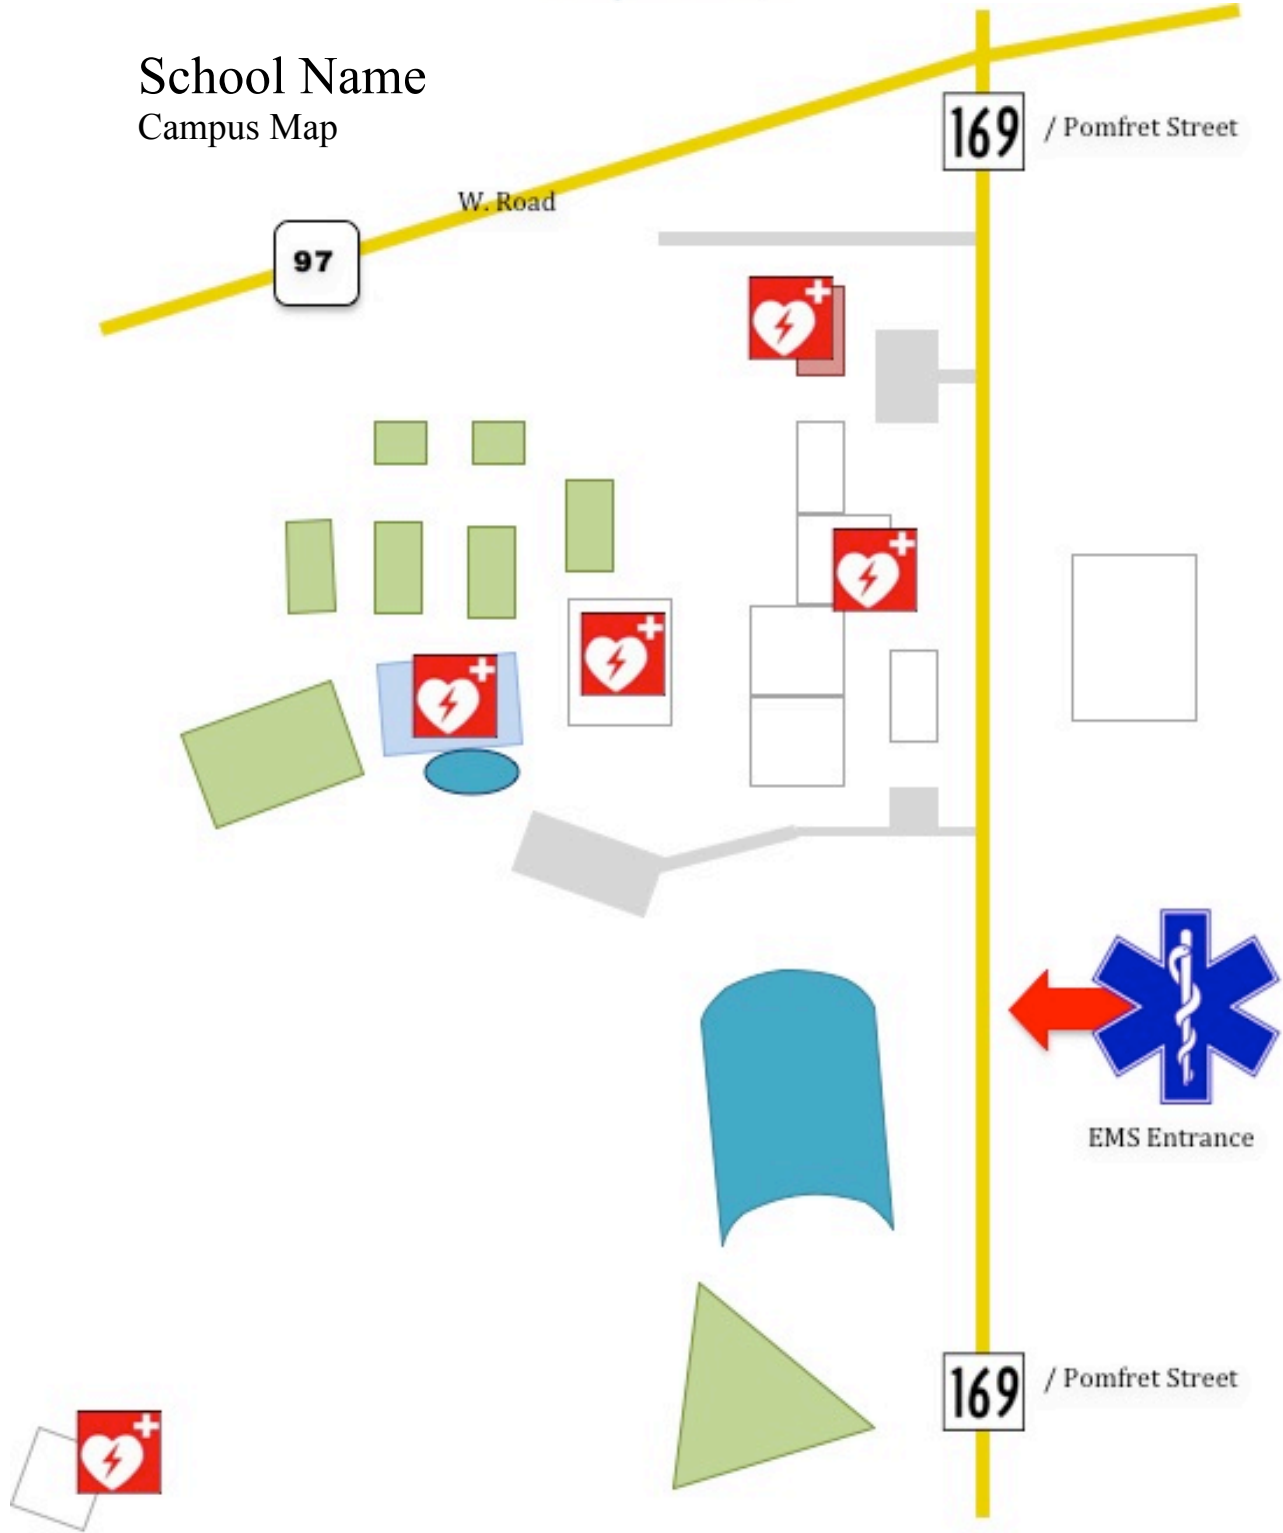 School Name
Campus Map
169
/ Pomfret Street
W. Road
97
EMS Entrance
169
/ Pomfret Street